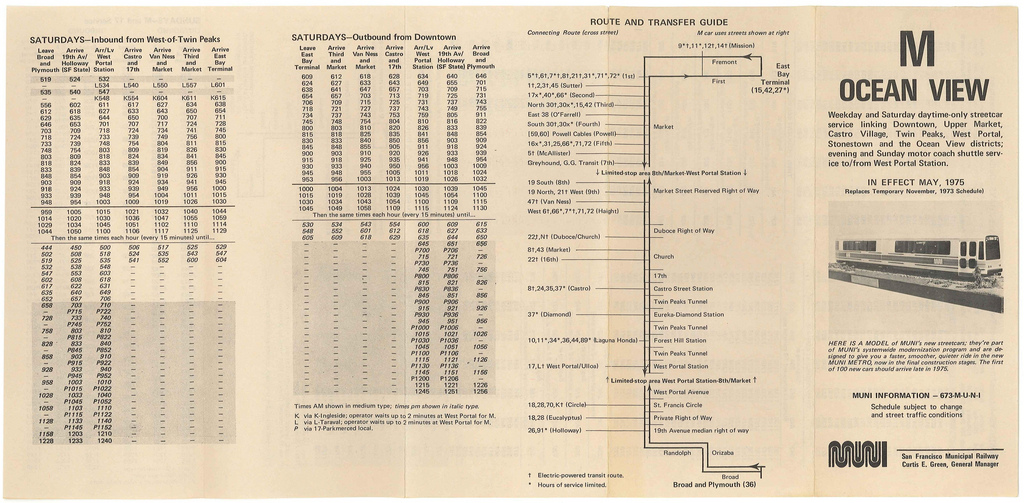 SATURDAYS—Inbound from West-of-Twin Peaks
Leave Broad and Plymouth | Arrive 19th Av/ Holloway (SF State) | Arr/Lv West Portal Station | Arrive Castro and 17th | Arrive Van Ness and Market | Arrive Third and Market | Arrive East Bay Terminal
519 624 532 – – – –
– – L534 L540 L550 L557 L601
535 540 547 – – – –
– – K548 K554 K604 K611 K615
556 602 611 617 627 634 638
612 618 627 633 643 650 654
629 635 644 650 700 707 711
646 653 701 707 717 724 728
703 709 718 724 734 741 745
718 724 733 739 749 756 800
733 739 748 754 804 811 815
748 754 803 809 819 826 830
803 809 818 824 834 841 845
818 824 833 839 849 856 900
833 839 848 854 904 911 915
848 854 903 909 919 926 930
903 909 918 924 934 941 945
918 924 933 939 949 956 1000
933 939 948 954 1004 1011 1015
948 954 1003 1009 1019 1026 1030
959 1005 1015 1021 1032 1040 1044
1014 1020 1030 1036 1047 1055 1059
1029 1034 1045 1051 1102 1110 1114
1044 1050 1100 1106 1117 1125 1129
Then the same times each hour (every 15 minutes) until...
444 450 500 506 517 525 529
502 508 518 524 535 543 547
519 525 535 541 552 600 604
532 538 548 – – – –
547 553 603 – – – –
602 608 618 – – – –
617 622 631 – – – –
635 640 649 – – – –
652 657 706 – – – –
658 703 710 – – – –
– P715 P722 – – – –
728 733 740 – – – –
– P745 P752 – – – –
758 803 810 – – – –
– P815 P822 – – – –
828 833 840 – – – –
– P845 P852 – – – –
858 903 910 – – – –
– P915 P922 – – – –
928 933 940 – – – –
– P945 P952 – – – –
958 1003 1010 – – – –
– P1015 P1022 – – – –
1028 1033 1040 – – – –
– P1045 P1052 – – – –
1058 1103 1110 – – – –
– P1115 P1122 – – – –
1128 1133 1140 – – – –
– P1145 P1152 – – – –
1158 1203 1210 – – – –
1228 1233 1240 – – – –
SATURDAYS—Outbound from Downtown
Leave East Bay Terminal | Arrive Third and Market | Arrive Van Ness and Market | Arrive Castro and 17th | Arr/Lv West Portal Station | Arrive 19th Av/ Holloway (SF State) | Arrive Broad and Plymouth
609 612 618 628 634 640 646
624 627 633 643 649 655 701
638 641 647 657 703 709 715
654 657 703 713 719 725 731
706 709 715 725 731 737 743
718 721 727 737 743 749 755
734 737 743 753 759 805 811
745 748 754 804 810 816 822
800 803 810 820 826 833 839
815 818 825 835 841 848 854
830 833 840 850 856 903 909
845 848 855 905 911 918 924
900 903 910 920 926 933 939
915 918 925 935 941 948 954
930 933 940 950 956 1003 1009
945 948 955 1005 1011 1018 1024
953 956 1003 1013 1019 1026 1032
1000 1004 1013 1024 1030 1039 1045
1015 1019 1028 1039 1045 1054 1100
1030 1034 1043 1054 1100 1109 1115
1045 1049 1058 1109 1115 1124 1130
Then the same times each hour (every 15 minutes) until...
530 534 543 554 600 609 615
548 552 601 612 618 627 633
605 609 618 629 635 644 650
– – – – 645 651 656
– – – – P700 P706 –
– – – – 715 721 726
– – – – P730 P736 –
– – – – 745 751 756
– – – – P800 P806 –
– – – – 815 821 826
– – – – P830 P836 –
– – – – 845 851 856
– – – – P900 P906 –
– – – – 915 921 926
– – – – P930 P936 –
– – – – 945 951 956
– – – – P1000 P1006 –
– – – – 1015 1021 1026
– – – – P1030 P1036 –
– – – – 1045 1051 1056
– – – – P1100 P1106 –
– – – – 1115 1121 1126
– – – – P1130 P1136 –
– – – – 1145 1151 1156
– – – – P1200 P1206 –
– – – – 1215 1221 1226
– – – – 1245 1251 1256
Times AM shown in medium type; times pm shown in italic type.
K via K-Ingleside; operator waits up to 2 minutes at West Portal for M.
L via L-Taraval; operator waits up to 2 minutes at West Portal for M.
P via 17-Parkmerced local.
ROUTE AND TRANSFER GUIDE
Connecting Route (cross street)
M car uses streets shown at right
9*†,11*,12†,14† (Mission)
Fremont
First
East Bay Terminal (15,42,27*)
5*†,61,7*†,81,21†,31*,71*,72* (1st)
11,2,31,45 (Sutter)
17x*,40*,66* (Second)
North 30†,30x*,15,42 (Third)
East 38 (O'Farrell)
South 30†,30x* (Fourth)
[59,60] Powell Cables (Powell)
16x*,31,25,66*,71,72 (Fifth)
5† (McAllister)
Greyhound, G.G. Transit (7th)
Market
↓ Limited-stop area 8th/Market-West Portal Station ↓
19 South (8th)
19 North, 21† West (9th)
47† (Van Ness)
West 6†,66*,7*†,71,72 (Haight)
Market Street Reserved Right of Way
22†,N† (Duboce/Church)
Duboce Right of Way
81,43 (Market)
22† (16th)
Church
17th
81,24,35,37* (Castro)
Castro Street Station
Twin Peaks Tunnel
37* (Diamond)
Eureka-Diamond Station
Twin Peaks Tunnel
10,11*,34*,36,44,89* (Laguna Honda)
Forest Hill Station
Twin Peaks Tunnel
17,L† (West Portal/Ulloa)
West Portal Station
↑ Limited-stop area West Portal Station-8th/Market ↑
West Portal Avenue
18,28,70,K† (Circle)
St. Francis Circle
18,28 (Eucalyptus)
Private Right of Way
26,91* (Holloway)
19th Avenue median right of way
Randolph
Orizaba
Broad
Broad and Plymouth (36)
† Electric-powered transit route.
* Hours of service limited.
M
OCEAN VIEW
Weekday and Saturday daytime-only streetcar
service linking Downtown, Upper Market,
Castro Village, Twin Peaks, West Portal,
Stonestown and the Ocean View districts;
evening and Sunday motor coach shuttle serv-
ice to/from West Portal Station.
IN EFFECT MAY, 1975
Replaces Temporary November, 1973 Schedule)
HERE IS A MODEL of MUNI's new streetcars; they're part
of MUNI's systemwide modernization program and are de-
signed to give you a faster, smoother, quieter ride in the new
MUNI METRO, now in the final construction stages. The first
of 100 new cars should arrive late in 1975.
MUNI INFORMATION – 673-M-U-N-I
Schedule subject to change
and street traffic conditions
MUNI
San Francisco Municipal Railway
Curtis E. Green, General Manager